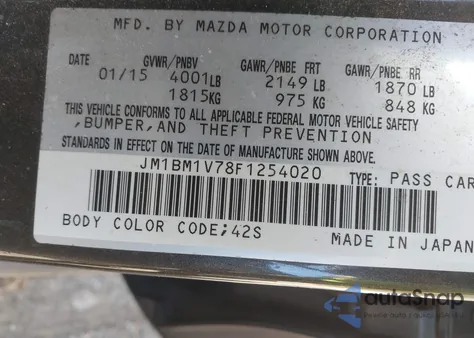 MFD. BY MAZDA MOTOR CORPORATION
DATE GVWR/PNBV GAWR/PNBE FRT GAWR/PNBE RR
01/15 4001LB 2149 LB 1870 LB
1815KG 975 KG 848 KG
THIS VEHICLE CONFORMS TO ALL APPLICABLE FEDERAL MOTOR VEHICLE SAFETY
,BUMPER,AND THEFT PREVENTION
STANDARDS IN EFFECT ON THE DATE OF MANUFACTURE SHOWN ABOVE.
JM1BM1V78F1254020 TYPE: PASS CAR
BODY COLOR CODE;42S MADE IN JAPAN
autoSnap